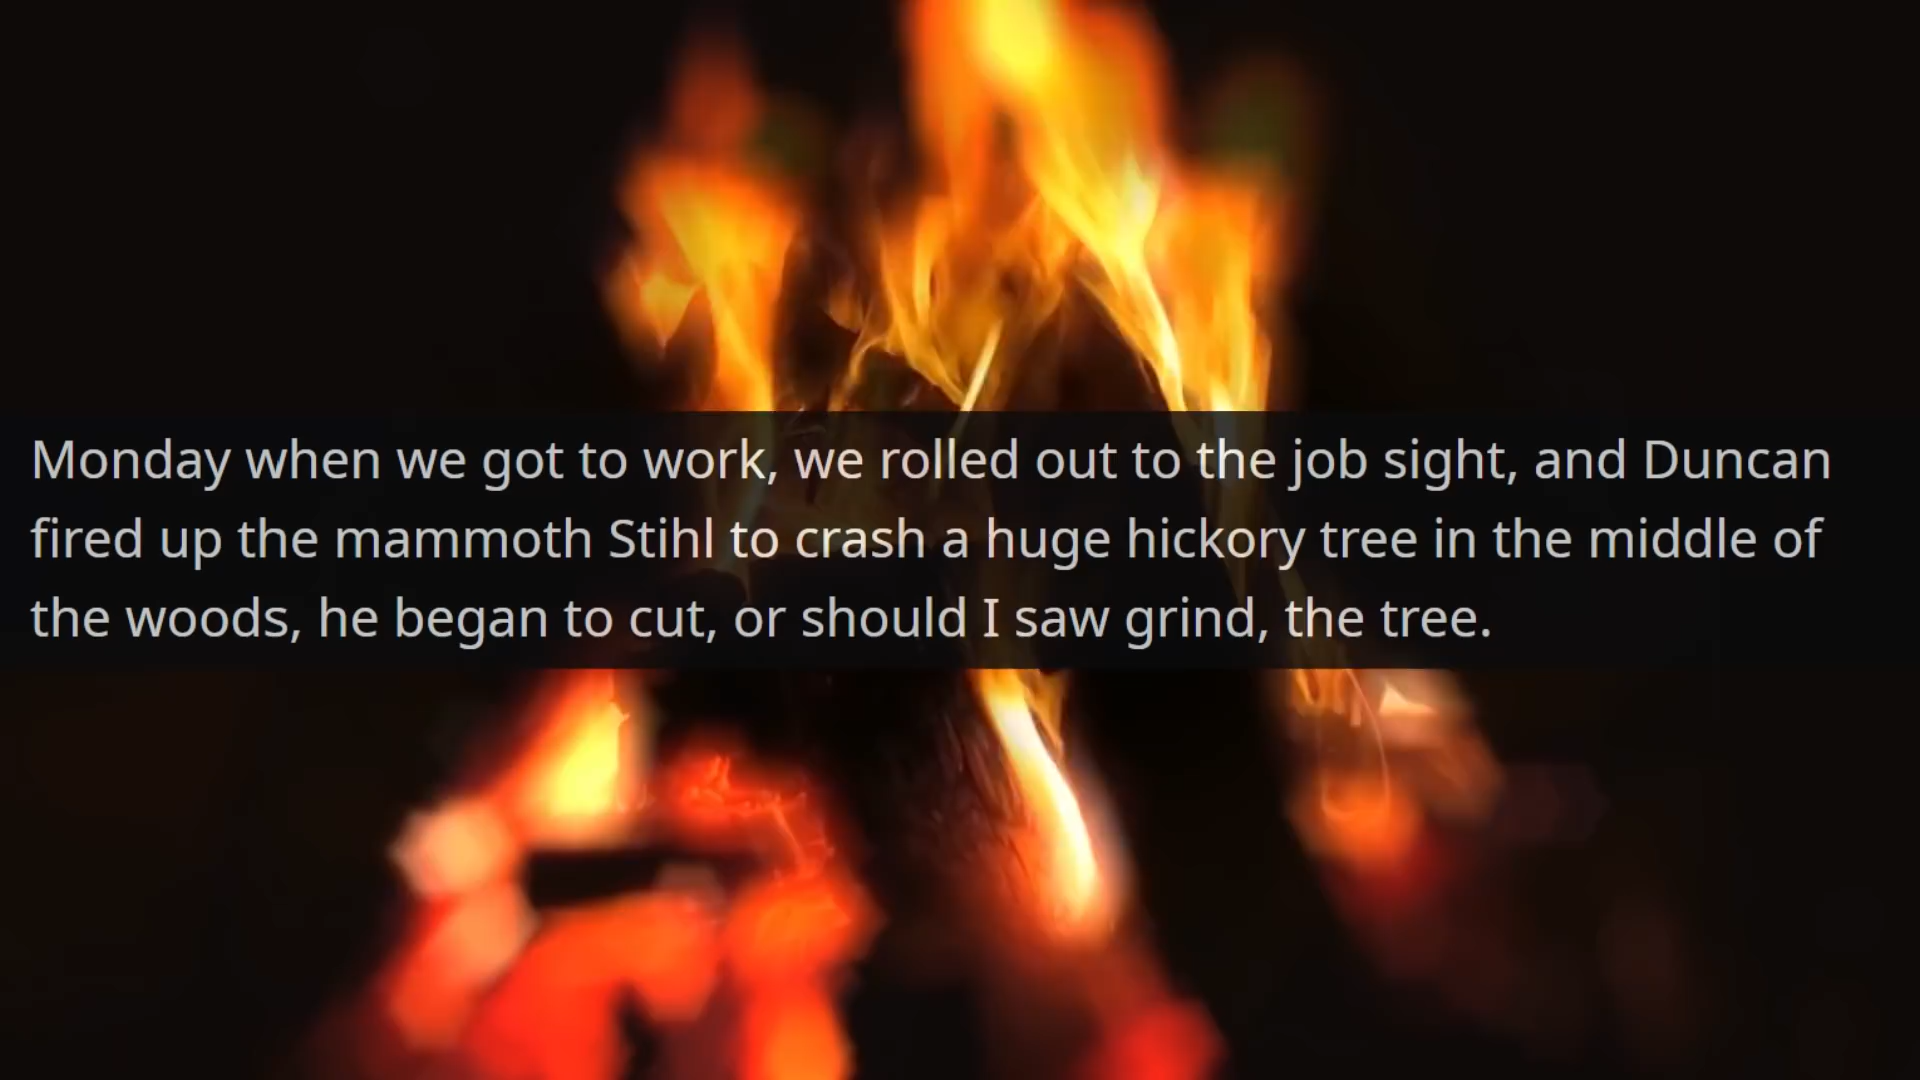 Monday when we got to work, we rolled out to the job sight, and Duncan
fired up the mammoth Stihl to crash a huge hickory tree in the middle of
the woods, he began to cut, or should I saw grind, the tree.